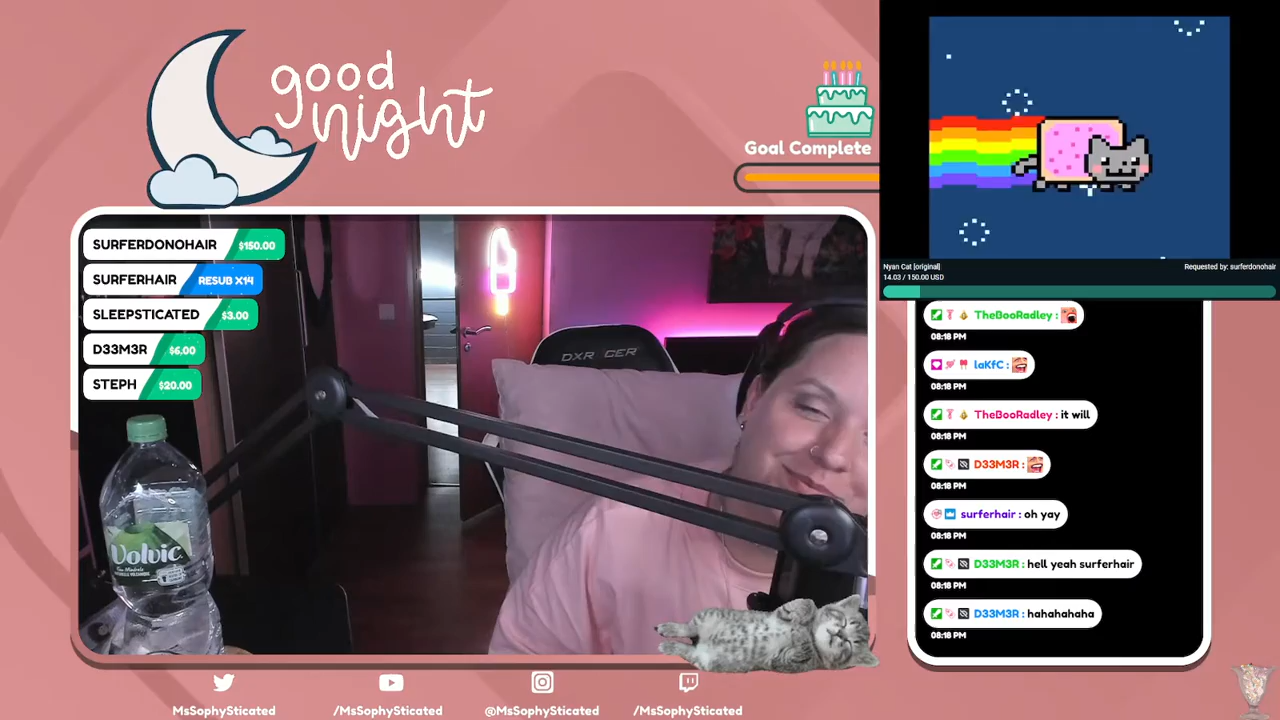 good
night
Goal Complete
SURFERDONOHAIR $150.00
SURFERHAIR RESUB X14
SLEEPSTICATED $3.00
D33M3R $6.00
STEPH $20.00
DXRACER
Volvic
Nyan Cat [original]
Requested by: surferdonohair
14.03 / 150.00 USD
TheBooRadley :
08:18 PM
laKfC :
08:18 PM
TheBooRadley : it will
08:18 PM
D33M3R :
08:18 PM
surferhair : oh yay
08:18 PM
D33M3R : hell yeah surferhair
08:18 PM
D33M3R : hahahahaha
08:18 PM
MsSophySticated
/MsSophySticated
@MsSophySticated
/MsSophySticated